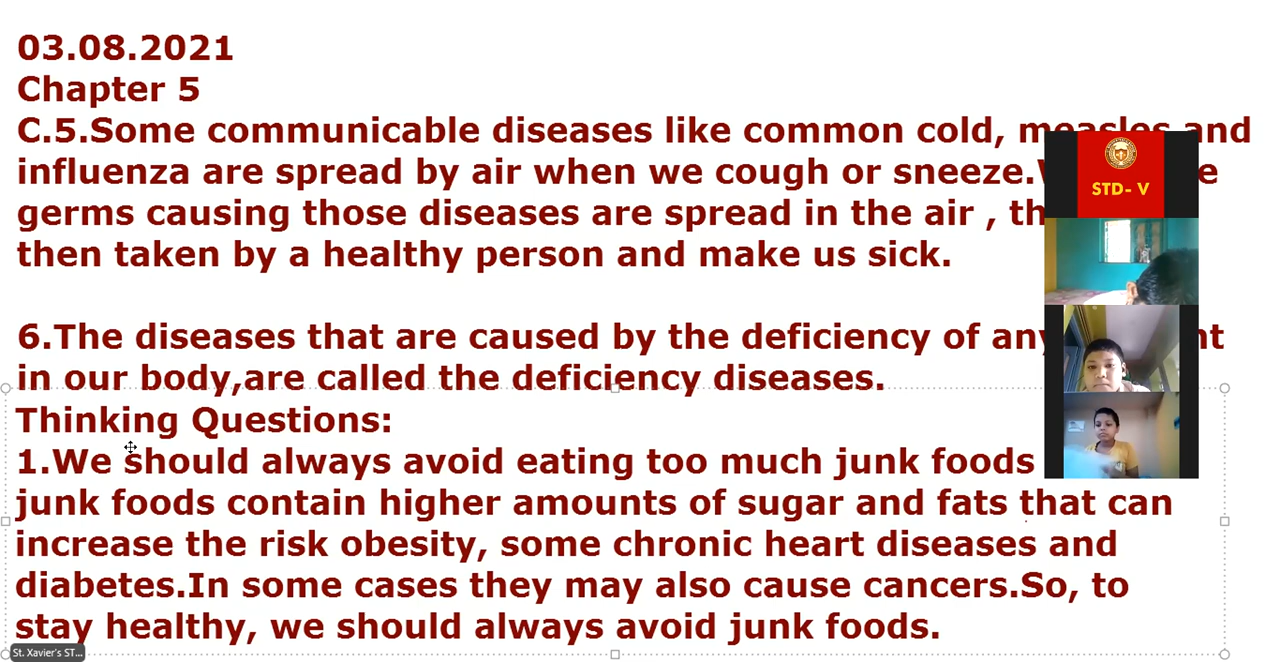 03.08.2021
Chapter 5
C.5.Some communicable diseases like common cold, measles and
influenza are spread by air when we cough or sneeze.
germs causing those diseases are spread in the air ,
then taken by a healthy person and make us sick.
6.The diseases that are caused by the deficiency of any
in our body,are called the deficiency diseases.
Thinking Questions:
1.We should always avoid eating too much junk foods
junk foods contain higher amounts of sugar and fats that can
increase the risk obesity, some chronic heart diseases and
diabetes.In some cases they may also cause cancers.So, to
stay healthy, we should always avoid junk foods.
STD- V
St. Xavier's ST...